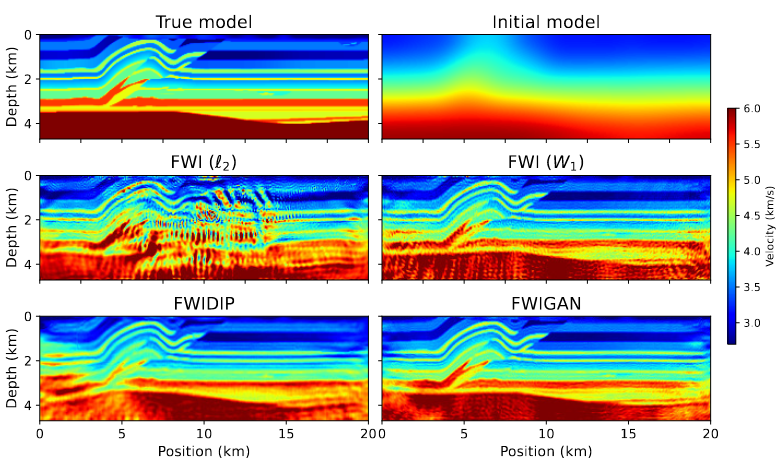 True model
Initial model
0
2
4
Depth (km)
FWI (ℓ₂)
FWI (W₁)
0
2
4
Depth (km)
FWIDIP
FWIGAN
0
2
4
Depth (km)
0
5
10
15
20
0
5
10
15
20
Position (km)
Position (km)
6.0
5.5
5.0
4.5
4.0
3.5
3.0
Velocity (km/s)